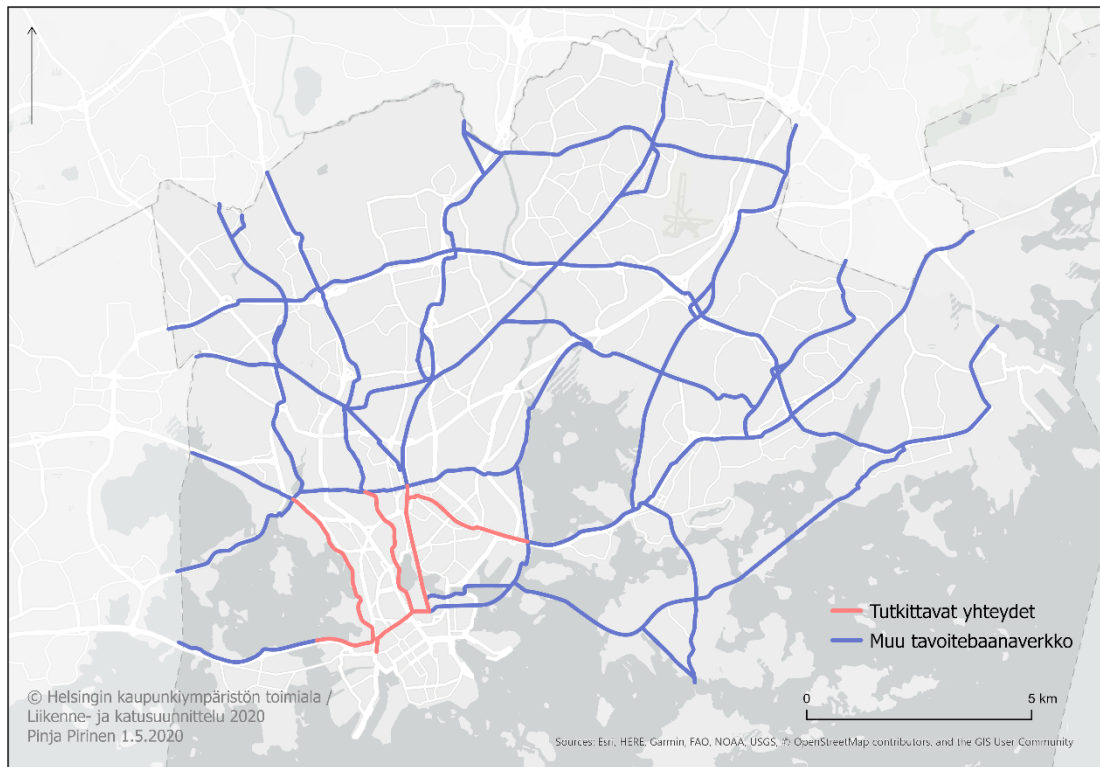 Tutkittavat yhteydet
Muu tavoitebaanaverkko
© Helsingin kaupunkiympäristön toimiala /
Liikenne- ja katusuunnittelu 2020
Pinja Pirinen 1.5.2020
0 5 km
Sources: Esri, HERE, Garmin, FAO, NOAA, USGS, © OpenStreetMap contributors, and the GIS User Community